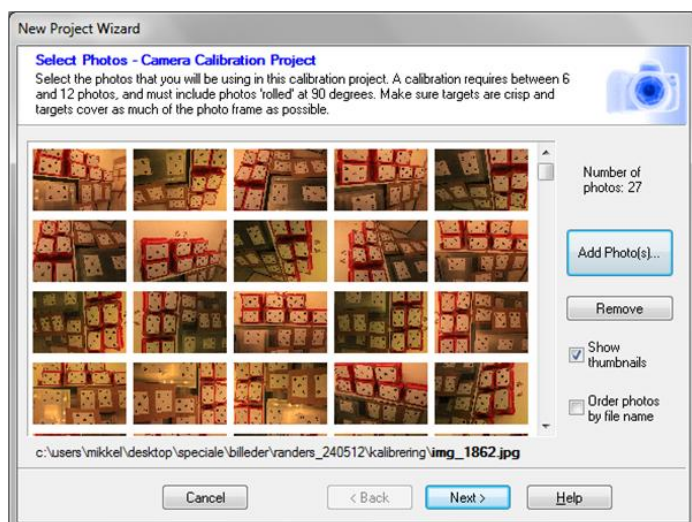 New Project Wizard
Select Photos - Camera Calibration Project
Select the photos that you will be using in this calibration project. A calibration requires between 6
and 12 photos, and must include photos 'rolled' at 90 degrees. Make sure targets are crisp and
targets cover as much of the photo frame as possible.
Number of
photos: 27
Add Photo(s)...
Remove
Show
thumbnails
Order photos
by file name
c:\users\mikkel\desktop\speciale\billeder\randers_240512\kalibrering\img_1862.jpg
Cancel
< Back
Next >
Help